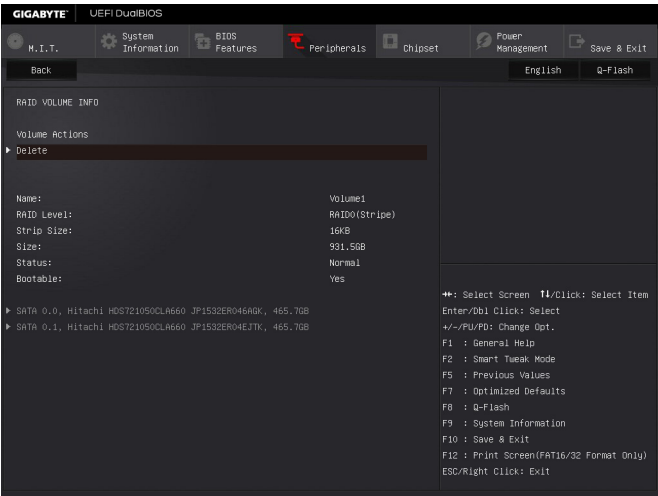 GIGABYTE™ UEFI DualBIOS
M.I.T.
System Information
BIOS Features
Peripherals
Chipset
Power Management
Save & Exit
Back
English
Q-Flash
RAID VOLUME INFO
Volume Actions
Delete
Name: Volume1
RAID Level: RAID0(Stripe)
Strip Size: 16KB
Size: 931.5GB
Status: Normal
Bootable: Yes
SATA 0.0, Hitachi HDS721050CLA660 JP1532ER046AGK, 465.7GB
SATA 0.1, Hitachi HDS721050CLA660 JP1532ER04EJTK, 465.7GB
→←: Select Screen ↑↓/Click: Select Item
Enter/Dbl Click: Select
+/-/PU/PD: Change Opt.
F1 : General Help
F2 : Smart Tweak Mode
F5 : Previous Values
F7 : Optimized Defaults
F8 : Q-Flash
F9 : System Information
F10 : Save & Exit
F12 : Print Screen(FAT16/32 Format Only)
ESC/Right Click: Exit